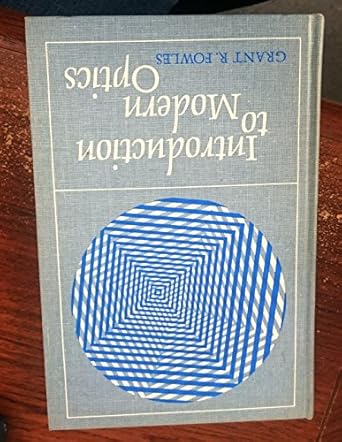 Introduction
to Modern
Optics
GRANT R. FOWLES